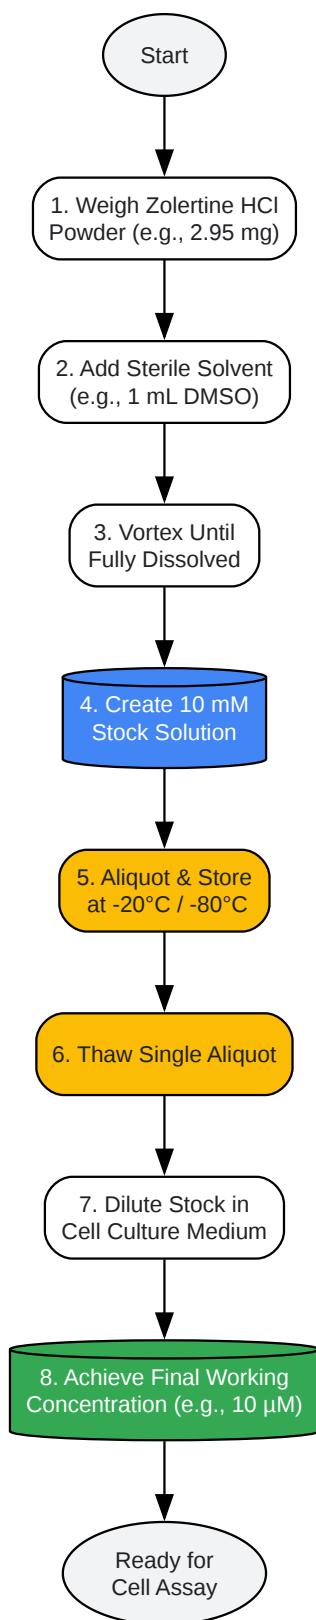 Start
1. Weigh Zolertine HCl
Powder (e.g., 2.95 mg)
2. Add Sterile Solvent
(e.g., 1 mL DMSO)
3. Vortex Until
Fully Dissolved
4. Create 10 mM
Stock Solution
5. Aliquot & Store
at -20°C / -80°C
6. Thaw Single Aliquot
7. Dilute Stock in
Cell Culture Medium
8. Achieve Final Working
Concentration (e.g., 10 µM)
Ready for
Cell Assay